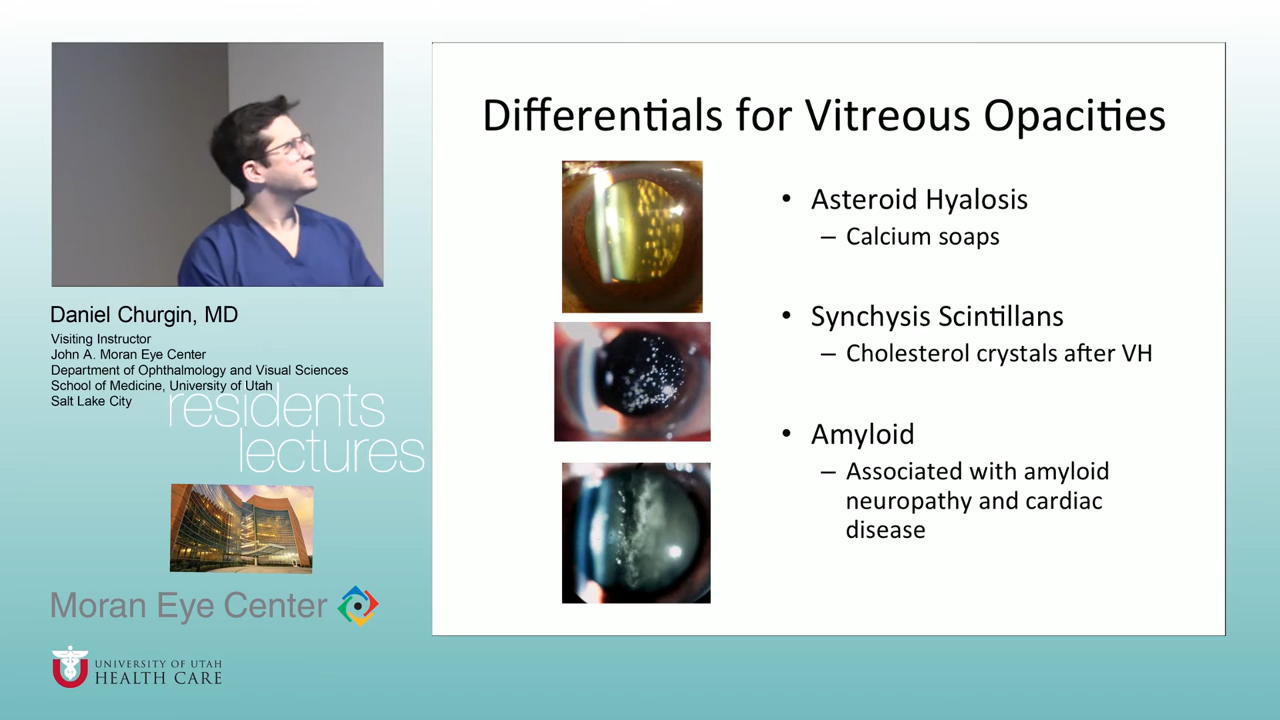 Daniel Churgin, MD
Visiting Instructor
John A. Moran Eye Center
Department of Ophthalmology and Visual Sciences
School of Medicine, University of Utah
Salt Lake City
residents
lectures
Moran Eye Center
UNIVERSITY OF UTAH
HEALTH CARE
Differentials for Vitreous Opacities
• Asteroid Hyalosis
– Calcium soaps
• Synchysis Scintillans
– Cholesterol crystals after VH
• Amyloid
– Associated with amyloid
neuropathy and cardiac
disease